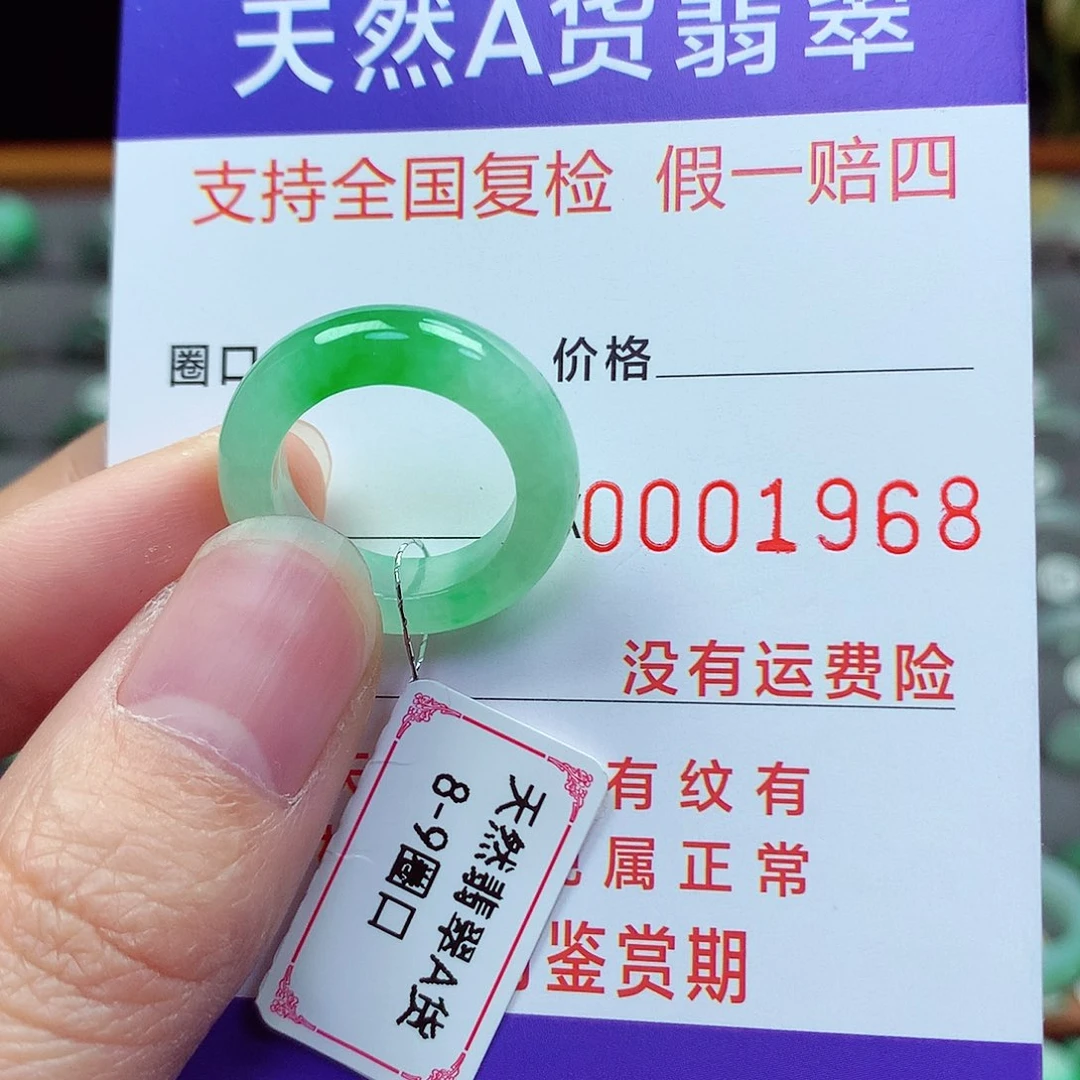 天然A货翡翠
支持全国复检 假一赔四
圈口
价格
0001968
没有运费险
有纹有
属正常
鉴赏期
天然翡翠A货
8-9圈口